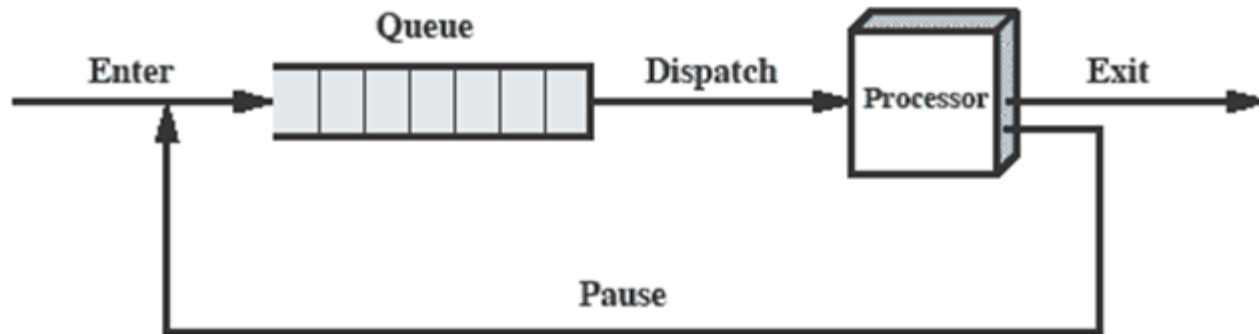 Queue
Enter
Dispatch
Processor
Exit
Pause